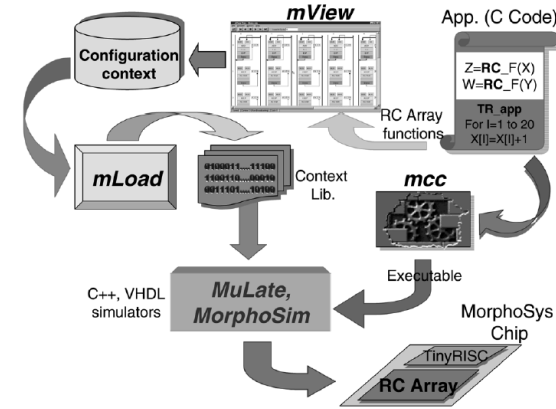 mView
App. (C Code)
Configuration
context
Z=RC_F(X)
W=RC_F(Y)
TR_app
For I=1 to 20
X[I]=X[I]+1
RC Array
functions
mLoad
0100011....11100
1100110....00010
0011101....10100
Context
Lib.
mcc
Executable
C++, VHDL
simulators
MuLate,
MorphoSim
MorphoSys
Chip
TinyRISC
RC Array